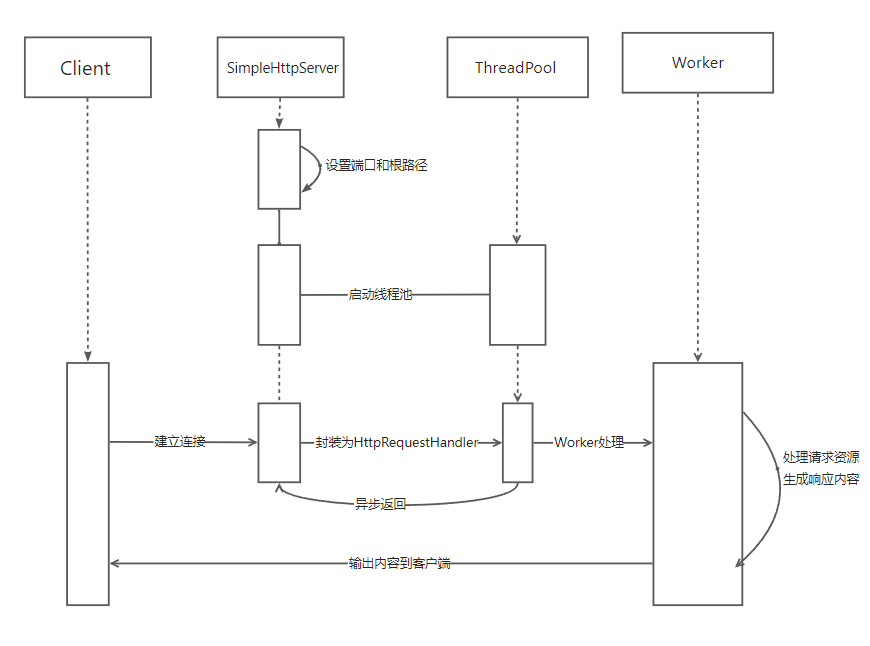 Client
SimpleHttpServer
ThreadPool
Worker
设置端口和根路径
启动线程池
建立连接
封装为HttpRequestHandler
Worker处理
处理请求资源
生成响应内容
异步返回
输出内容到客户端